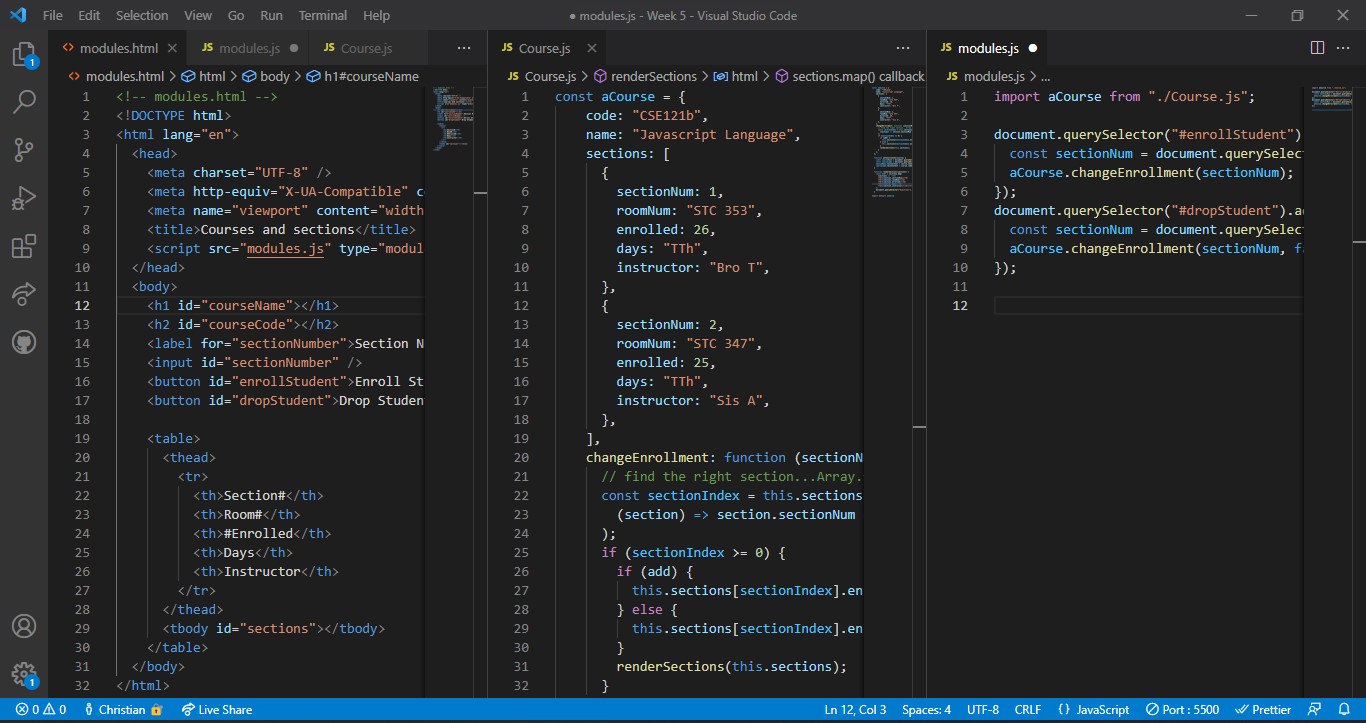 File Edit Selection View Go Run Terminal Help ● modules.js - Week 5 - Visual Studio Code
modules.html
JS modules.js
JS Course.js
modules.html > html > body > h1#courseName
1 <!-- modules.html -->
2 <!DOCTYPE html>
3 <html lang="en">
4 <head>
5 <meta charset="UTF-8" />
6 <meta http-equiv="X-UA-Compatible" c
7 <meta name="viewport" content="width
8 <title>Courses and sections</title>
9 <script src="modules.js" type="modul
10 </head>
11 <body>
12 <h1 id="courseName"></h1>
13 <h2 id="courseCode"></h2>
14 <label for="sectionNumber">Section N
15 <input id="sectionNumber" />
16 <button id="enrollStudent">Enroll St
17 <button id="dropStudent">Drop Studen
18
19 <table>
20 <thead>
21 <tr>
22 <th>Section#</th>
23 <th>Room#</th>
24 <th>#Enrolled</th>
25 <th>Days</th>
26 <th>Instructor</th>
27 </tr>
28 </thead>
29 <tbody id="sections"></tbody>
30 </table>
31 </body>
32 </html>
JS Course.js
JS Course.js > renderSections > html > sections.map() callback
1 const aCourse = {
2 code: "CSE121b",
3 name: "Javascript Language",
4 sections: [
5 {
6 sectionNum: 1,
7 roomNum: "STC 353",
8 enrolled: 26,
9 days: "TTh",
10 instructor: "Bro T",
11 },
12 {
13 sectionNum: 2,
14 roomNum: "STC 347",
15 enrolled: 25,
16 days: "TTh",
17 instructor: "Sis A",
18 },
19 ],
20 changeEnrollment: function (sectionN
21 // find the right section...Array.
22 const sectionIndex = this.sections
23 (section) => section.sectionNum
24 );
25 if (sectionIndex >= 0) {
26 if (add) {
27 this.sections[sectionIndex].en
28 } else {
29 this.sections[sectionIndex].en
30 }
31 renderSections(this.sections);
32 }
JS modules.js ●
JS modules.js > ...
1 import aCourse from "./Course.js";
2
3 document.querySelector("#enrollStudent")
4 const sectionNum = document.querySelect
5 aCourse.changeEnrollment(sectionNum);
6 });
7 document.querySelector("#dropStudent").a
8 const sectionNum = document.querySelect
9 aCourse.changeEnrollment(sectionNum, fa
10 });
11
12
1
1
0 0 Christian Live Share Ln 12, Col 3 Spaces: 4 UTF-8 CRLF {} JavaScript Port : 5500 Prettier